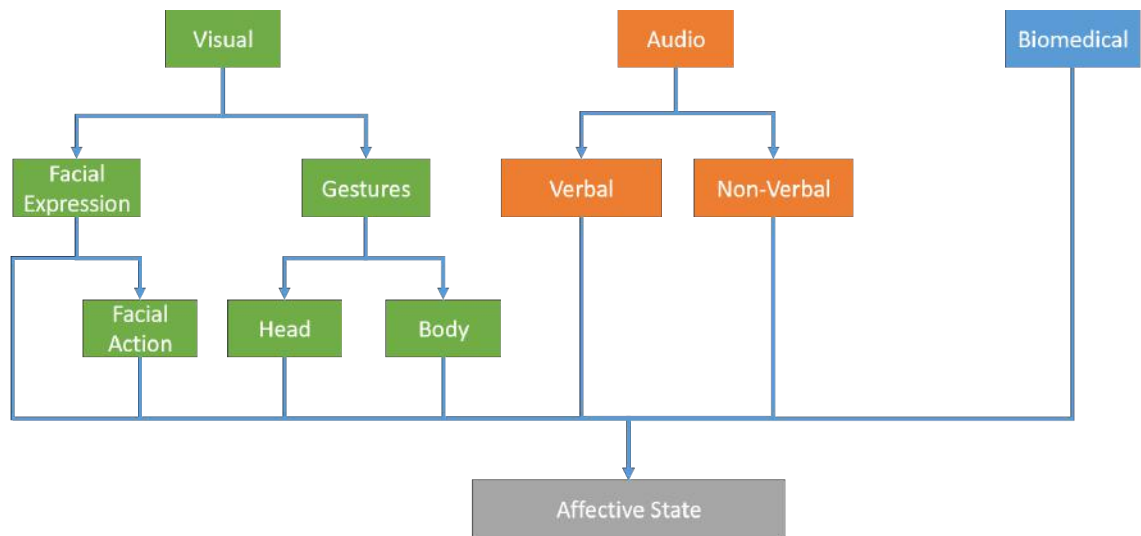 Visual
Audio
Biomedical
Facial
Expression
Gestures
Verbal
Non-Verbal
Facial
Action
Head
Body
Affective State